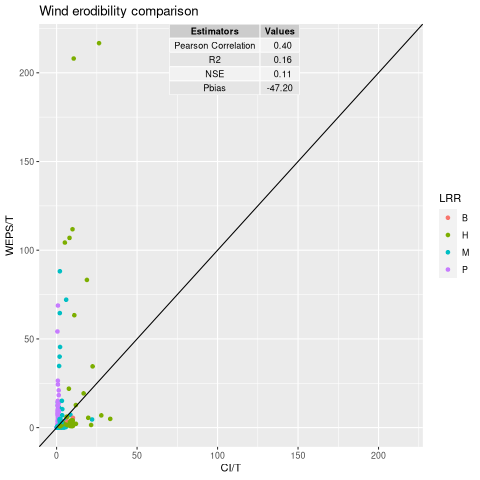 Wind erodibility comparison
Estimators Values
Pearson Correlation 0.40
R2 0.16
NSE 0.11
Pbias -47.20
200
150
100
50
0
WEPS/T
0 50 100 150 200
CI/T
LRR
B
H
M
P